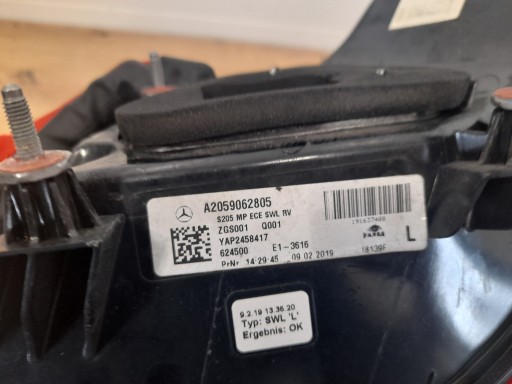 A2059062805
S205 MP ECE SWL RV
ZGS001 Q001
YAP2458417
624500 E1-3616
PrNr 14:29:45 09.02.2019
L
9.2.19 13.36.20
Typ: SWL 'L'
Ergebnis: OK